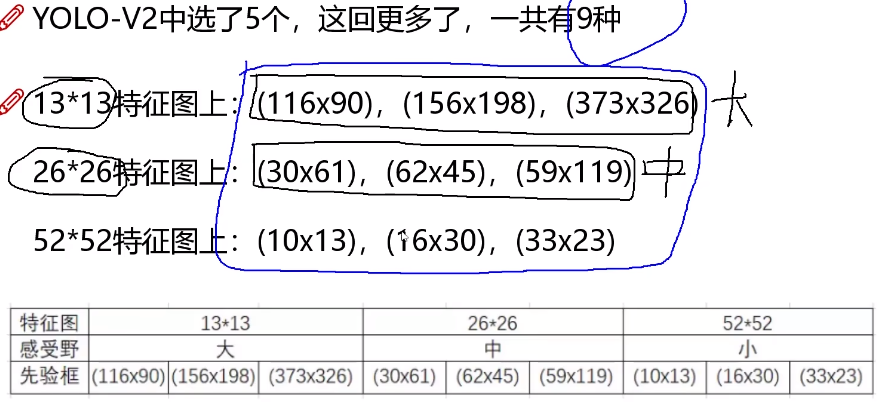 YOLO-V2中选了5个，这回更多了，一共有9种
13*13特征图上：(116x90)，(156x198)，(373x326) 大
26*26特征图上：(30x61)，(62x45)，(59x119) 中
52*52特征图上：(10x13)，(16x30)，(33x23)
特征图 13*13 26*26 52*52
感受野 大 中 小
先验框 (116x90) (156x198) (373x326) (30x61) (62x45) (59x119) (10x13) (16x30) (33x23)